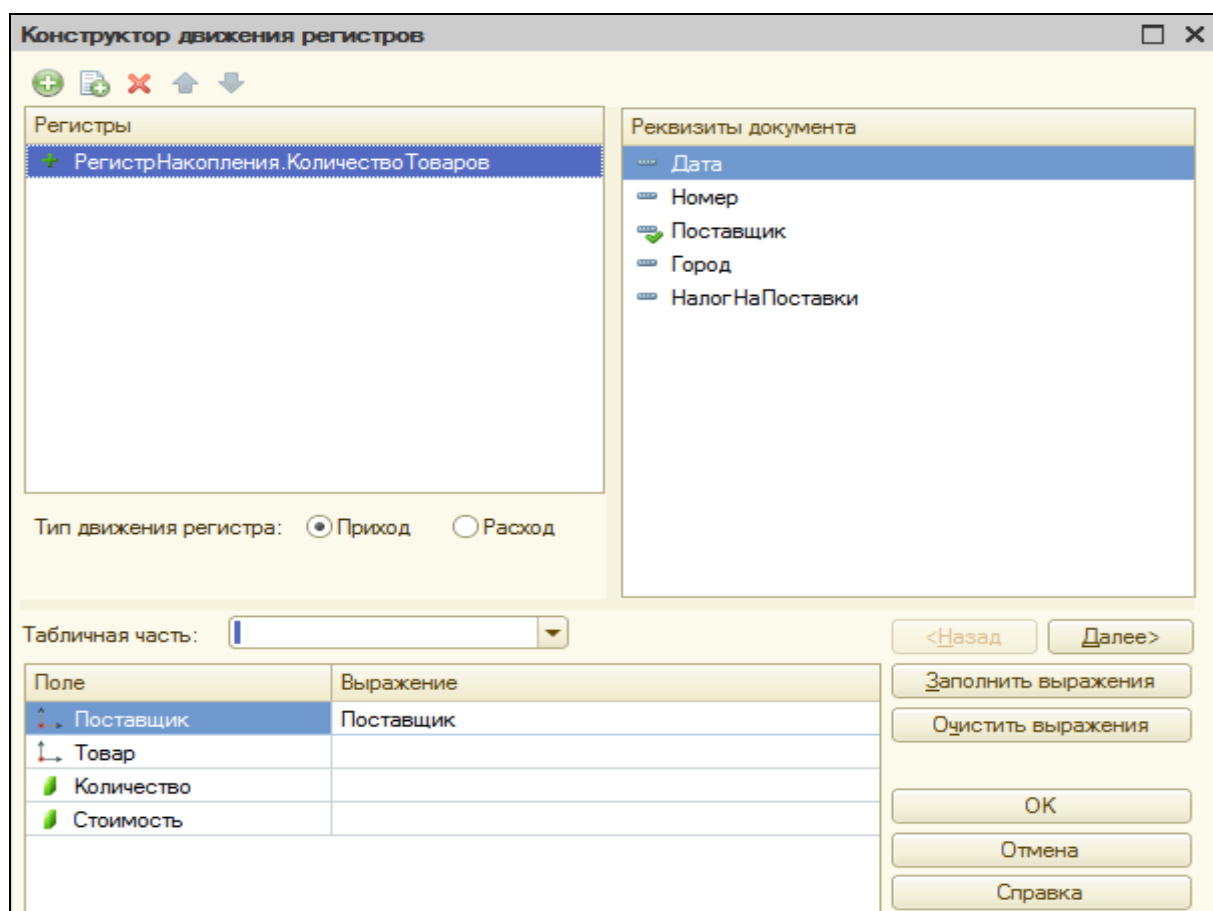 Конструктор движения регистров
Регистры
РегистрНакопления.КоличествоТоваров
Реквизиты документа
Дата
Номер
Поставщик
Город
НалогНаПоставки
Тип движения регистра: Приход Расход
Табличная часть:
<Назад Далее>
Поле Выражение
Поставщик Поставщик
Товар
Количество
Стоимость
Заполнить выражения
Очистить выражения
ОК
Отмена
Справка